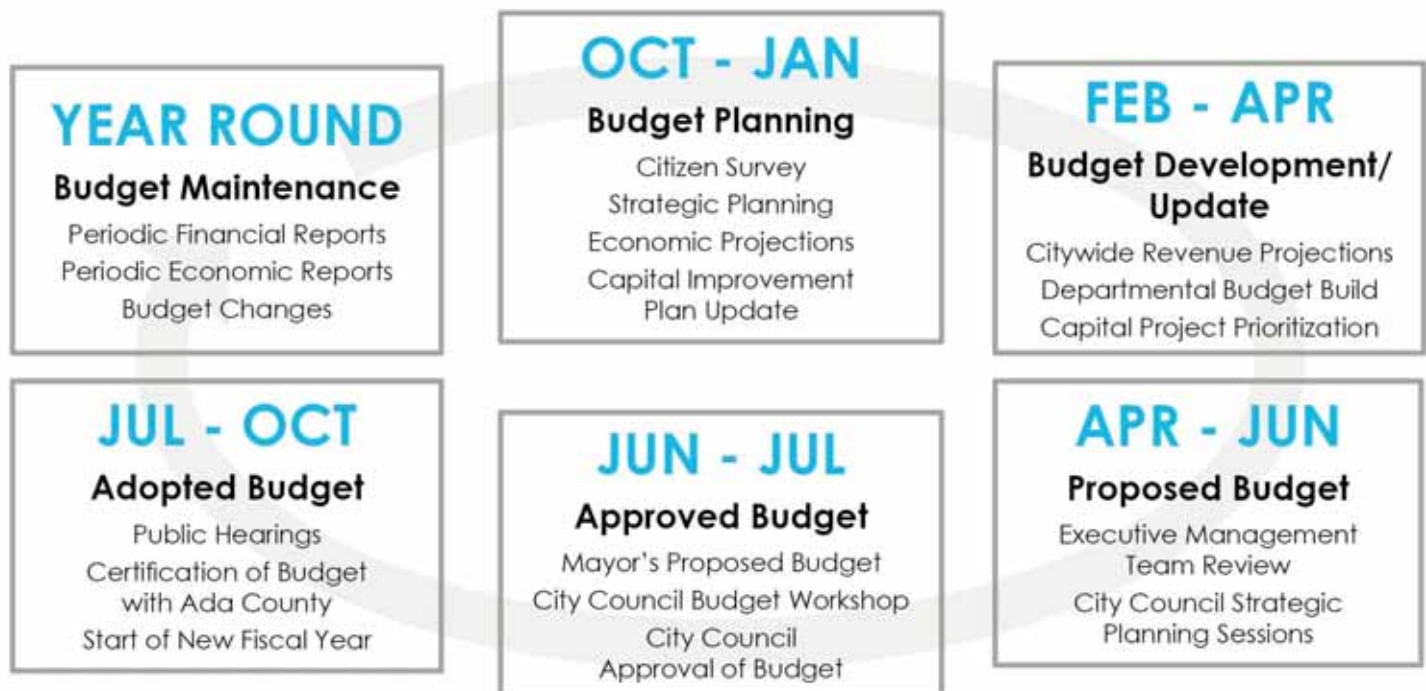 YEAR ROUND
Budget Maintenance
Periodic Financial Reports
Periodic Economic Reports
Budget Changes
OCT - JAN
Budget Planning
Citizen Survey
Strategic Planning
Economic Projections
Capital Improvement
Plan Update
FEB - APR
Budget Development/
Update
Citywide Revenue Projections
Departmental Budget Build
Capital Project Prioritization
JUL - OCT
Adopted Budget
Public Hearings
Certification of Budget
with Ada County
Start of New Fiscal Year
JUN - JUL
Approved Budget
Mayor's Proposed Budget
City Council Budget Workshop
City Council
Approval of Budget
APR - JUN
Proposed Budget
Executive Management
Team Review
City Council Strategic
Planning Sessions